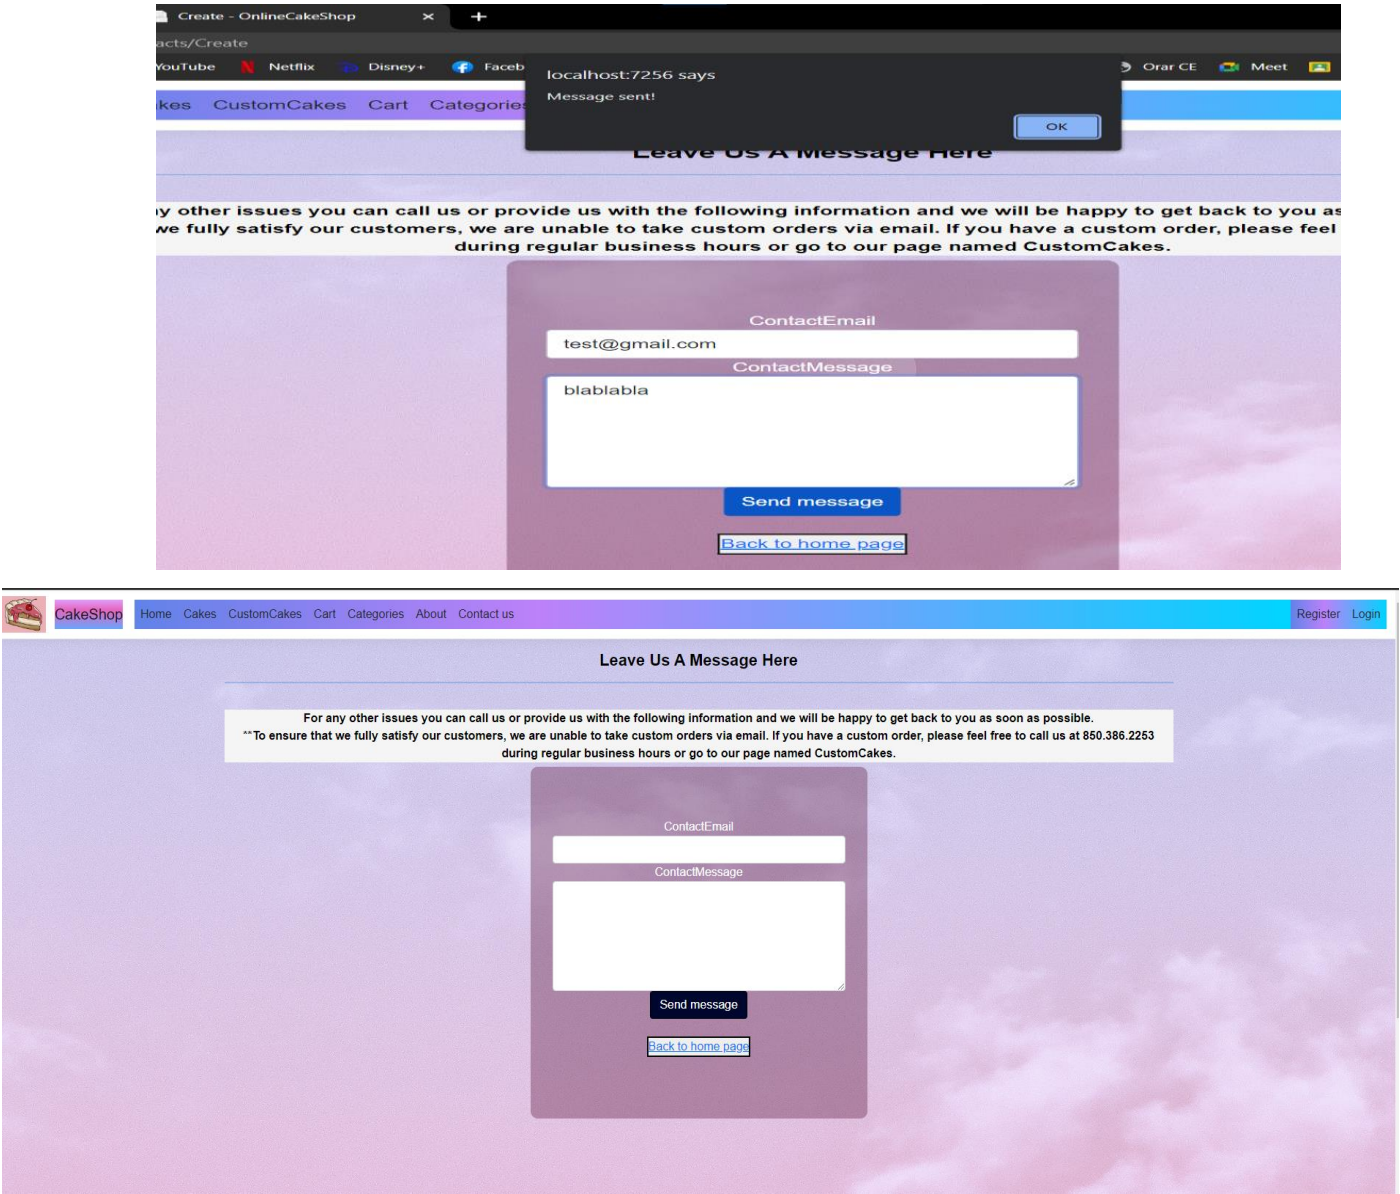 Create - OnlineCakeShop
acts/Create
YouTube Netflix Disney+ Faceb Orar CE Meet
localhost:7256 says
Message sent!
OK
kes CustomCakes Cart Categories
Leave Us A Message Here
y other issues you can call us or provide us with the following information and we will be happy to get back to you as
we fully satisfy our customers, we are unable to take custom orders via email. If you have a custom order, please feel
during regular business hours or go to our page named CustomCakes.
ContactEmail
test@gmail.com
ContactMessage
blablabla
Send message
Back to home page
CakeShop Home Cakes CustomCakes Cart Categories About Contact us Register Login
Leave Us A Message Here
For any other issues you can call us or provide us with the following information and we will be happy to get back to you as soon as possible.
**To ensure that we fully satisfy our customers, we are unable to take custom orders via email. If you have a custom order, please feel free to call us at 850.386.2253
during regular business hours or go to our page named CustomCakes.
ContactEmail
ContactMessage
Send message
Back to home page